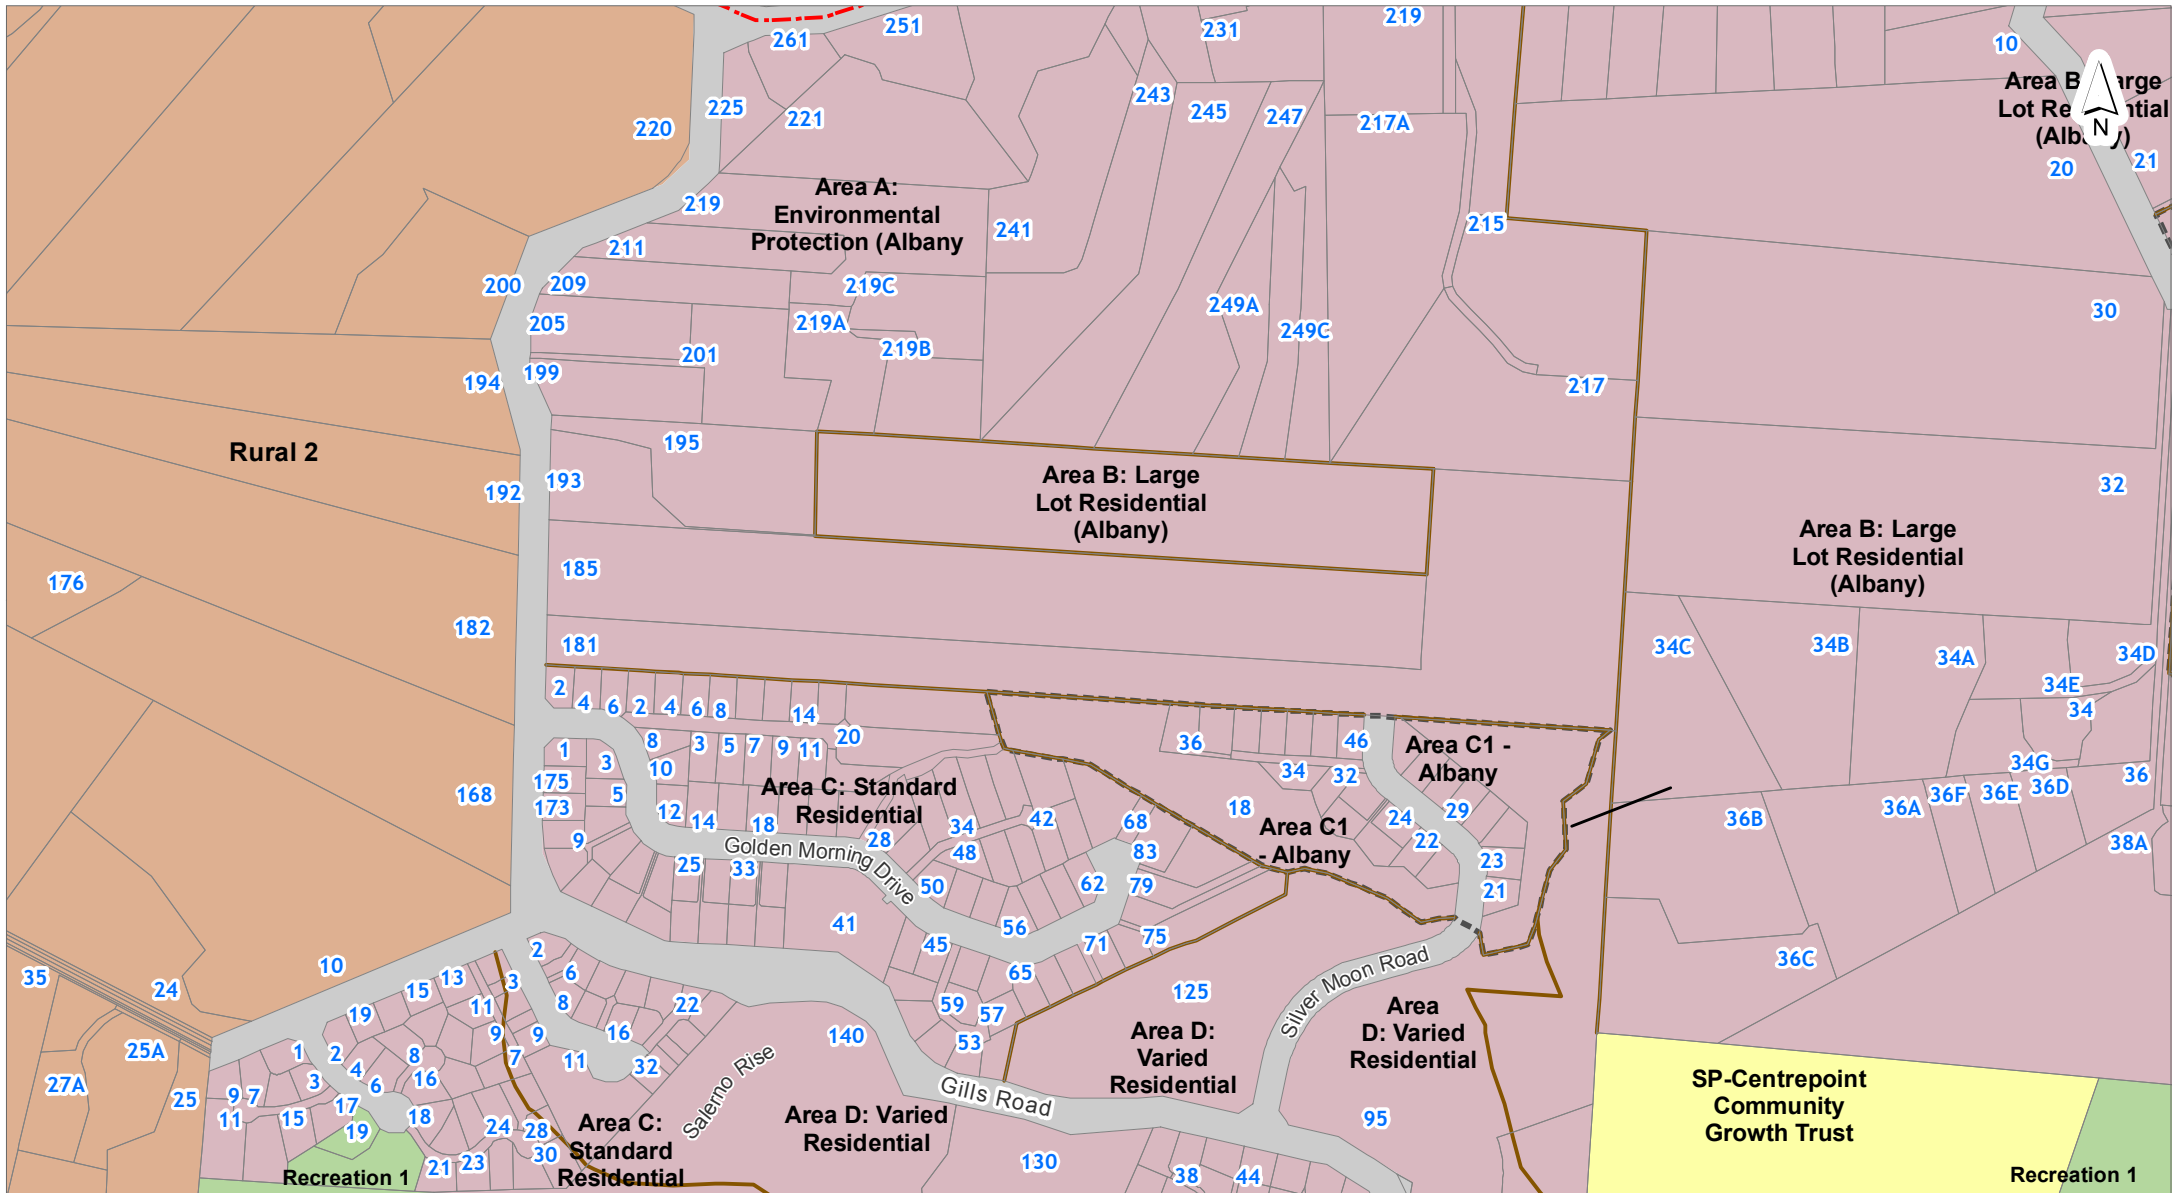 261
251
231
219
10
Area B: Large
Lot Residential
(Albany)
N
225
221
220
243
245
247
217A
20
21
219
Area A:
Environmental
Protection (Albany
211
241
215
200
209
219C
249A
249C
30
205
219A
219B
201
194
199
217
Rural 2
195
192
193
Area B: Large
Lot Residential
(Albany)
32
Area B: Large
Lot Residential
(Albany)
176
185
182
181
34C
34B
34A
34D
34E
34
34G
36
2
4
6
2
4
6
8
14
20
8
3
5
7
9
11
1
3
10
175
173
5
12
14
18
9
168
Area C: Standard
Residential
28
34
42
48
50
68
83
62
79
36
46
34
32
18
24
22
29
23
21
Area C1 -
Albany
Area C1
- Albany
36B
36A
36F
36E
36D
38A
36C
Golden Morning Drive
25
33
41
45
56
65
71
75
59
57
53
Silver Moon Road
125
Area D:
Varied
Residential
Area
D: Varied
Residential
35
24
10
13
15
19
11
9
3
2
6
8
9
7
11
16
22
32
140
Salerno Rise
Gills Road
25A
27A
25
1
2
3
4
6
8
16
9
7
11
15
17
19
18
24
28
30
21
23
Area C:
Standard
Residential
Area D: Varied
Residential
130
38
44
95
SP-Centrepoint
Community
Growth Trust
Recreation 1
Recreation 1